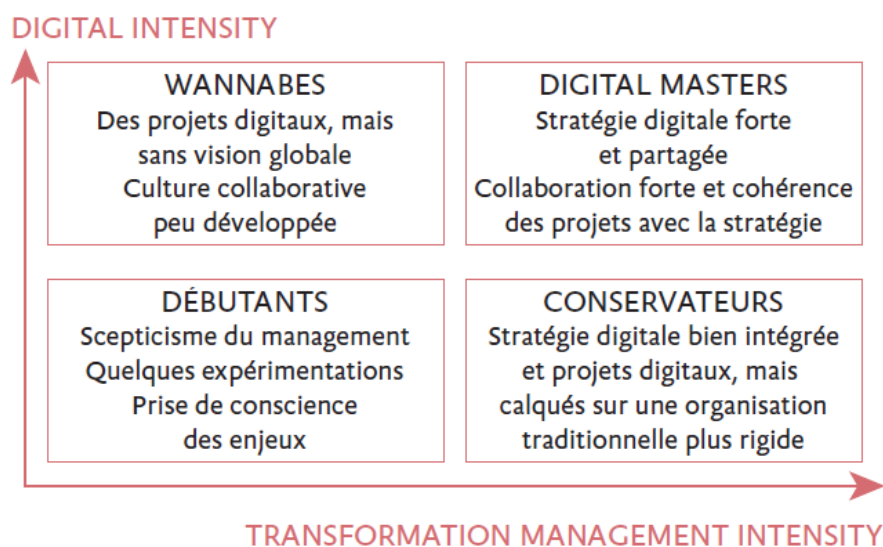 DIGITAL INTENSITY
WANNABES
Des projets digitaux, mais
sans vision globale
Culture collaborative
peu développée
DIGITAL MASTERS
Stratégie digitale forte
et partagée
Collaboration forte et cohérence
des projets avec la stratégie
DÉBUTANTS
Scepticisme du management
Quelques expérimentations
Prise de conscience
des enjeux
CONSERVATEURS
Stratégie digitale bien intégrée
et projets digitaux, mais
calqués sur une organisation
traditionnelle plus rigide
TRANSFORMATION MANAGEMENT INTENSITY